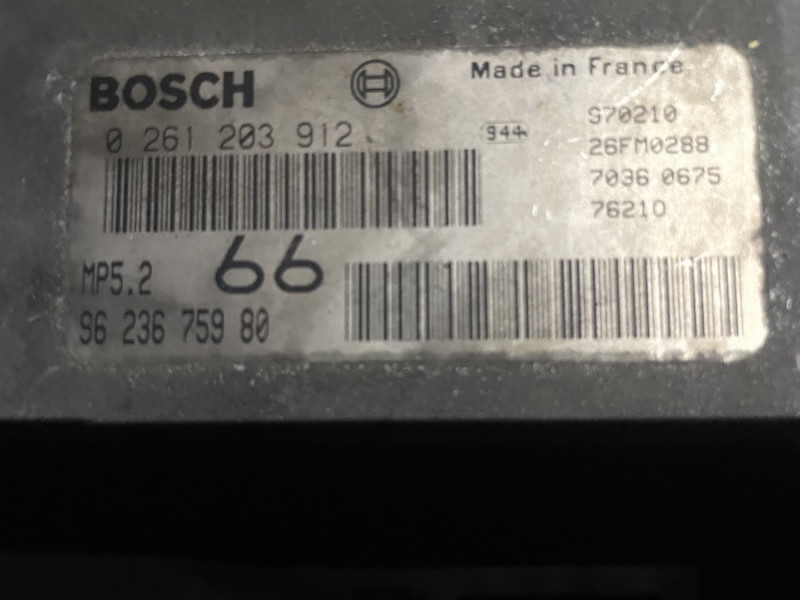 BOSCH
Made in France
0 261 203 912
944
S70210
26FM0288
7036 0675
76210
MP5.2
66
96 236 759 80